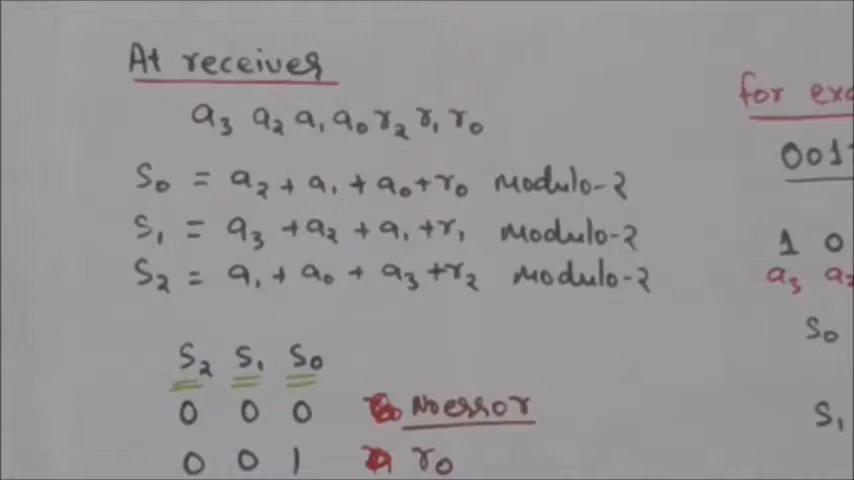 At receiver
a3 a2 a1 a0 r2 r1 r0
S0 = a2 + a1 + a0 + r0 modulo-2
S1 = a3 + a2 + a1 + r1 modulo-2
S2 = a1 + a0 + a3 + r2 modulo-2
S2 S1 S0
0 0 0 No error
0 0 1 r0
for exa
001
1 0
a3 a2
S0
S1